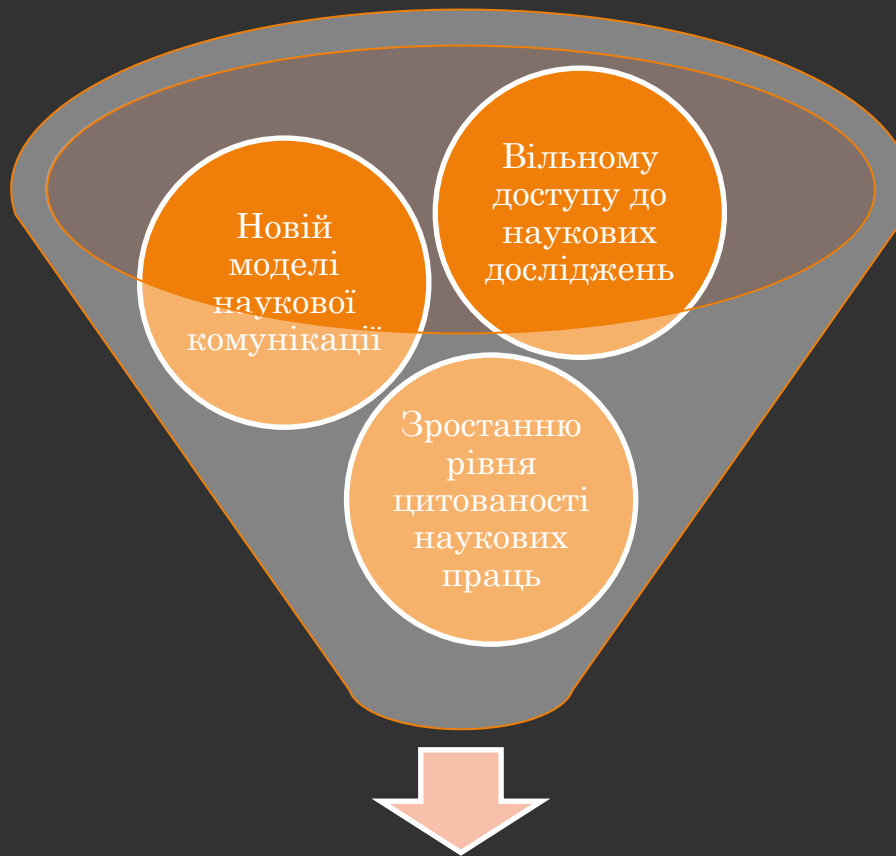 Новій
моделі
наукової
комунікації
Вільному
доступу до
наукових
досліджень
Зростанню
рівня
цитованості
наукових
праць